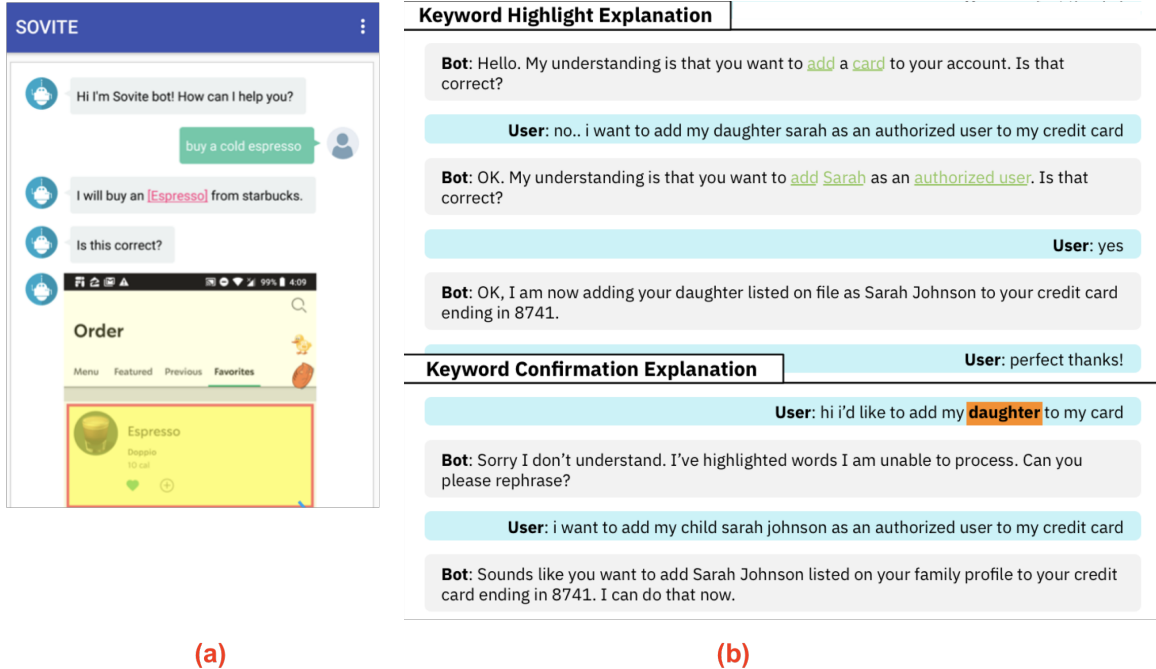 SOVITE
Hi I'm Sovite bot! How can I help you?
buy a cold espresso
I will buy an [Espresso] from starbucks.
Is this correct?
99% 4:09
Order
Menu Featured Previous Favorites
Espresso
Doppio
10 cal
(a)
Keyword Highlight Explanation
Bot: Hello. My understanding is that you want to add a card to your account. Is that
correct?
User: no.. i want to add my daughter sarah as an authorized user to my credit card
Bot: OK. My understanding is that you want to add Sarah as an authorized user. Is that
correct?
User: yes
Bot: OK, I am now adding your daughter listed on file as Sarah Johnson to your credit card
ending in 8741.
User: perfect thanks!
Keyword Confirmation Explanation
User: hi i’d like to add my daughter to my card
Bot: Sorry I don’t understand. I’ve highlighted words I am unable to process. Can you
please rephrase?
User: i want to add my child sarah johnson as an authorized user to my credit card
Bot: Sounds like you want to add Sarah Johnson listed on your family profile to your credit
card ending in 8741. I can do that now.
(b)